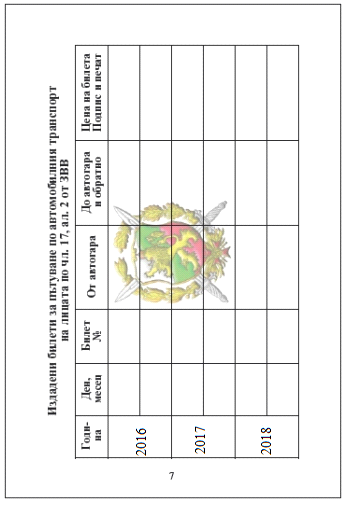 Издадени билети за пътуване по автомобилния транспорт
на лицата по чл. 17, ал. 2 от ЗВВ
Годи-
на
Ден,
месец
Билет
№
От автогара
До автогара
и обратно
Цена на билета
Подпис и печат
2016
2017
2018
7